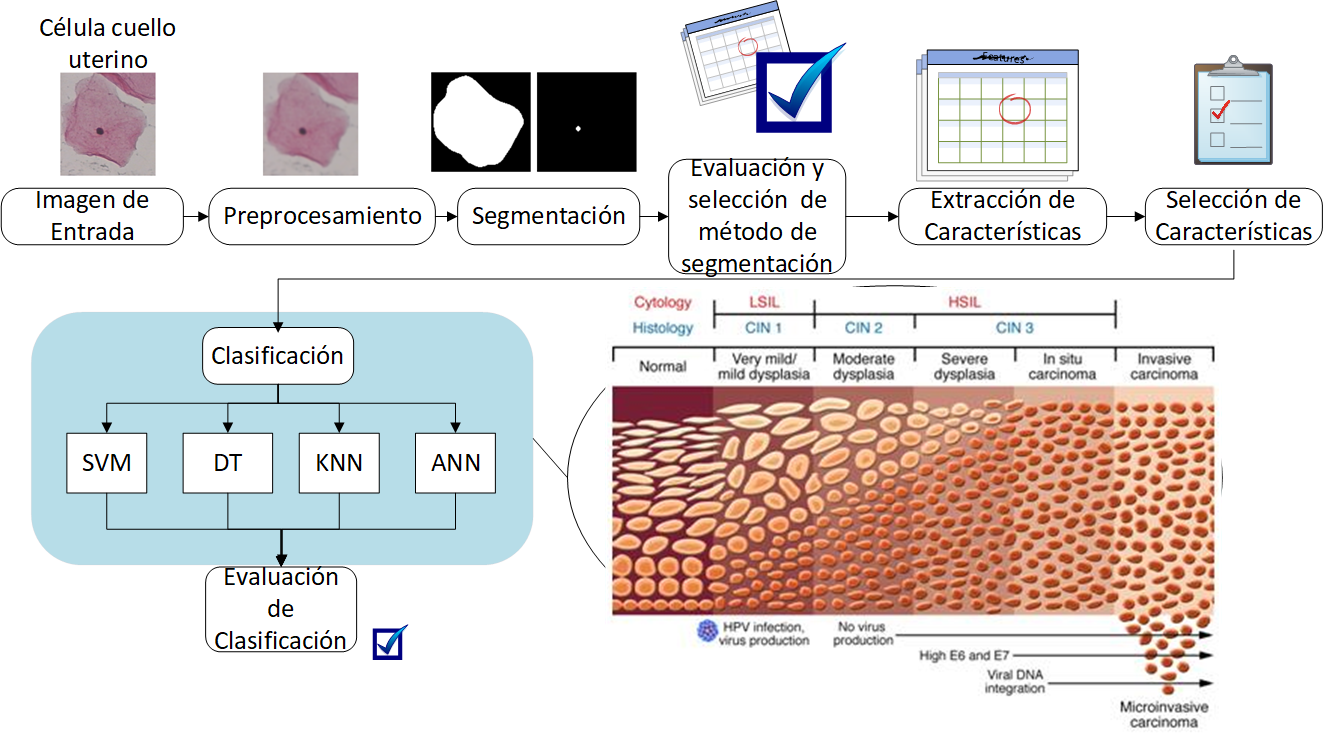 Célula cuello
uterino
Features
Imagen de
Entrada
Preprocesamiento
Segmentación
Evaluación y
selección de
método de
segmentación
Extracción de
Características
Selección de
Características
Clasificación
SVM
DT
KNN
ANN
Evaluación
de
Clasificación
Cytology
LSIL
HSIL
Histology
CIN 1
CIN 2
CIN 3
Normal
Very mild/
mild dysplasia
Moderate
dysplasia
Severe
dysplasia
In situ
carcinoma
Invasive
carcinoma
HPV infection,
virus production
No virus
production
High E6 and E7
Viral DNA
integration
Microinvasive
carcinoma